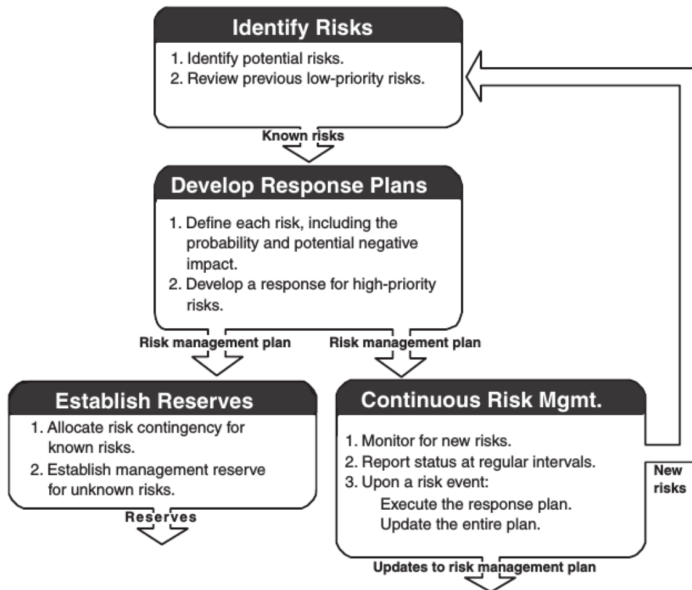 Identify Risks
1. Identify potential risks.
2. Review previous low-priority risks.
Known risks
Develop Response Plans
1. Define each risk, including the
probability and potential negative
impact.
2. Develop a response for high-priority
risks.
Risk management plan
Risk management plan
Establish Reserves
1. Allocate risk contingency for
known risks.
2. Establish management reserve
for unknown risks.
Reserves
Continuous Risk Mgmt.
1. Monitor for new risks.
2. Report status at regular intervals.
3. Upon a risk event:
Execute the response plan.
Update the entire plan.
New
risks
Updates to risk management plan